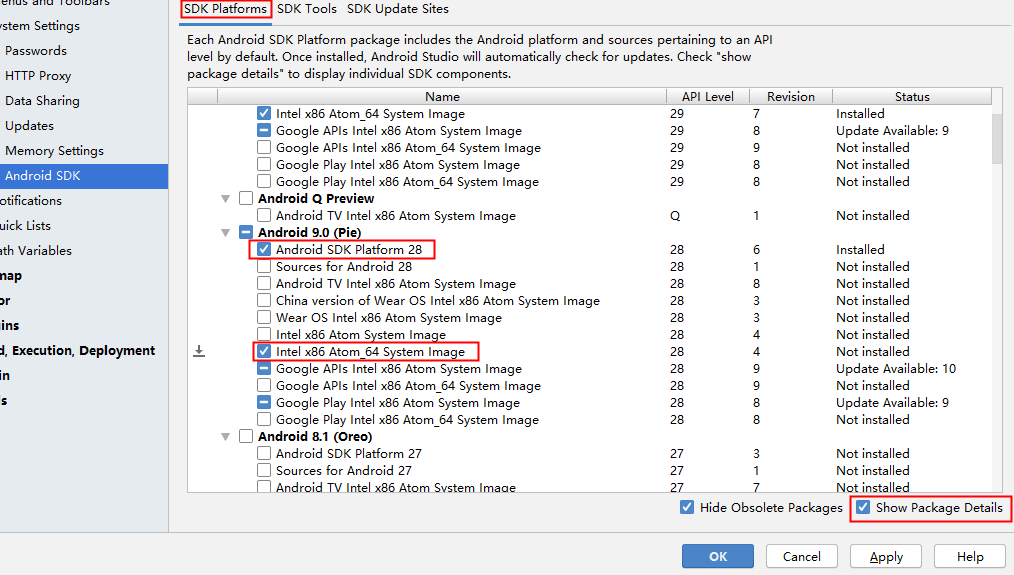 enus and Toolbars
SDK Platforms SDK Tools SDK Update Sites
ystem Settings
Passwords
HTTP Proxy
Data Sharing
Updates
Memory Settings
Android SDK
otifications
uick Lists
ath Variables
map
or
ins
d, Execution, Deployment
in
s
Each Android SDK Platform package includes the Android platform and sources pertaining to an API
level by default. Once installed, Android Studio will automatically check for updates. Check "show
package details" to display individual SDK components.
Name API Level Revision Status
Intel x86 Atom_64 System Image 29 7 Installed
Google APIs Intel x86 Atom System Image 29 8 Update Available: 9
Google APIs Intel x86 Atom_64 System Image 29 9 Not installed
Google Play Intel x86 Atom System Image 29 8 Not installed
Google Play Intel x86 Atom_64 System Image 29 8 Not installed
Android Q Preview
Android TV Intel x86 Atom System Image Q 1 Not installed
Android 9.0 (Pie)
Android SDK Platform 28 28 6 Installed
Sources for Android 28 28 1 Not installed
Android TV Intel x86 Atom System Image 28 8 Not installed
China version of Wear OS Intel x86 Atom System Image 28 3 Not installed
Wear OS Intel x86 Atom System Image 28 3 Not installed
Intel x86 Atom System Image 28 4 Not installed
Intel x86 Atom_64 System Image 28 4 Not installed
Google APIs Intel x86 Atom System Image 28 9 Update Available: 10
Google APIs Intel x86 Atom_64 System Image 28 9 Not installed
Google Play Intel x86 Atom System Image 28 8 Update Available: 9
Google Play Intel x86 Atom_64 System Image 28 8 Not installed
Android 8.1 (Oreo)
Android SDK Platform 27 27 3 Not installed
Sources for Android 27 27 1 Not installed
Android TV Intel x86 Atom System Image 27 7 Not installed
Hide Obsolete Packages Show Package Details
OK Cancel Apply Help